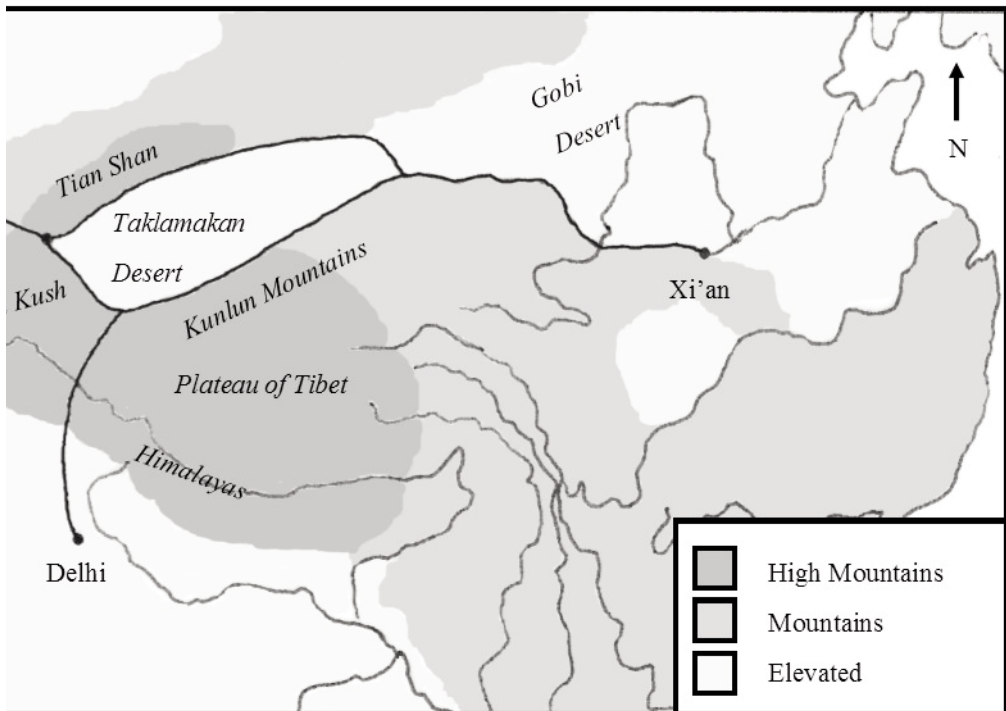 Gobi
Desert
N
Tian Shan
Taklamakan
Desert
Kush
Kunlun Mountains
Xi’an
Plateau of Tibet
Himalayas
Delhi
High Mountains
Mountains
Elevated